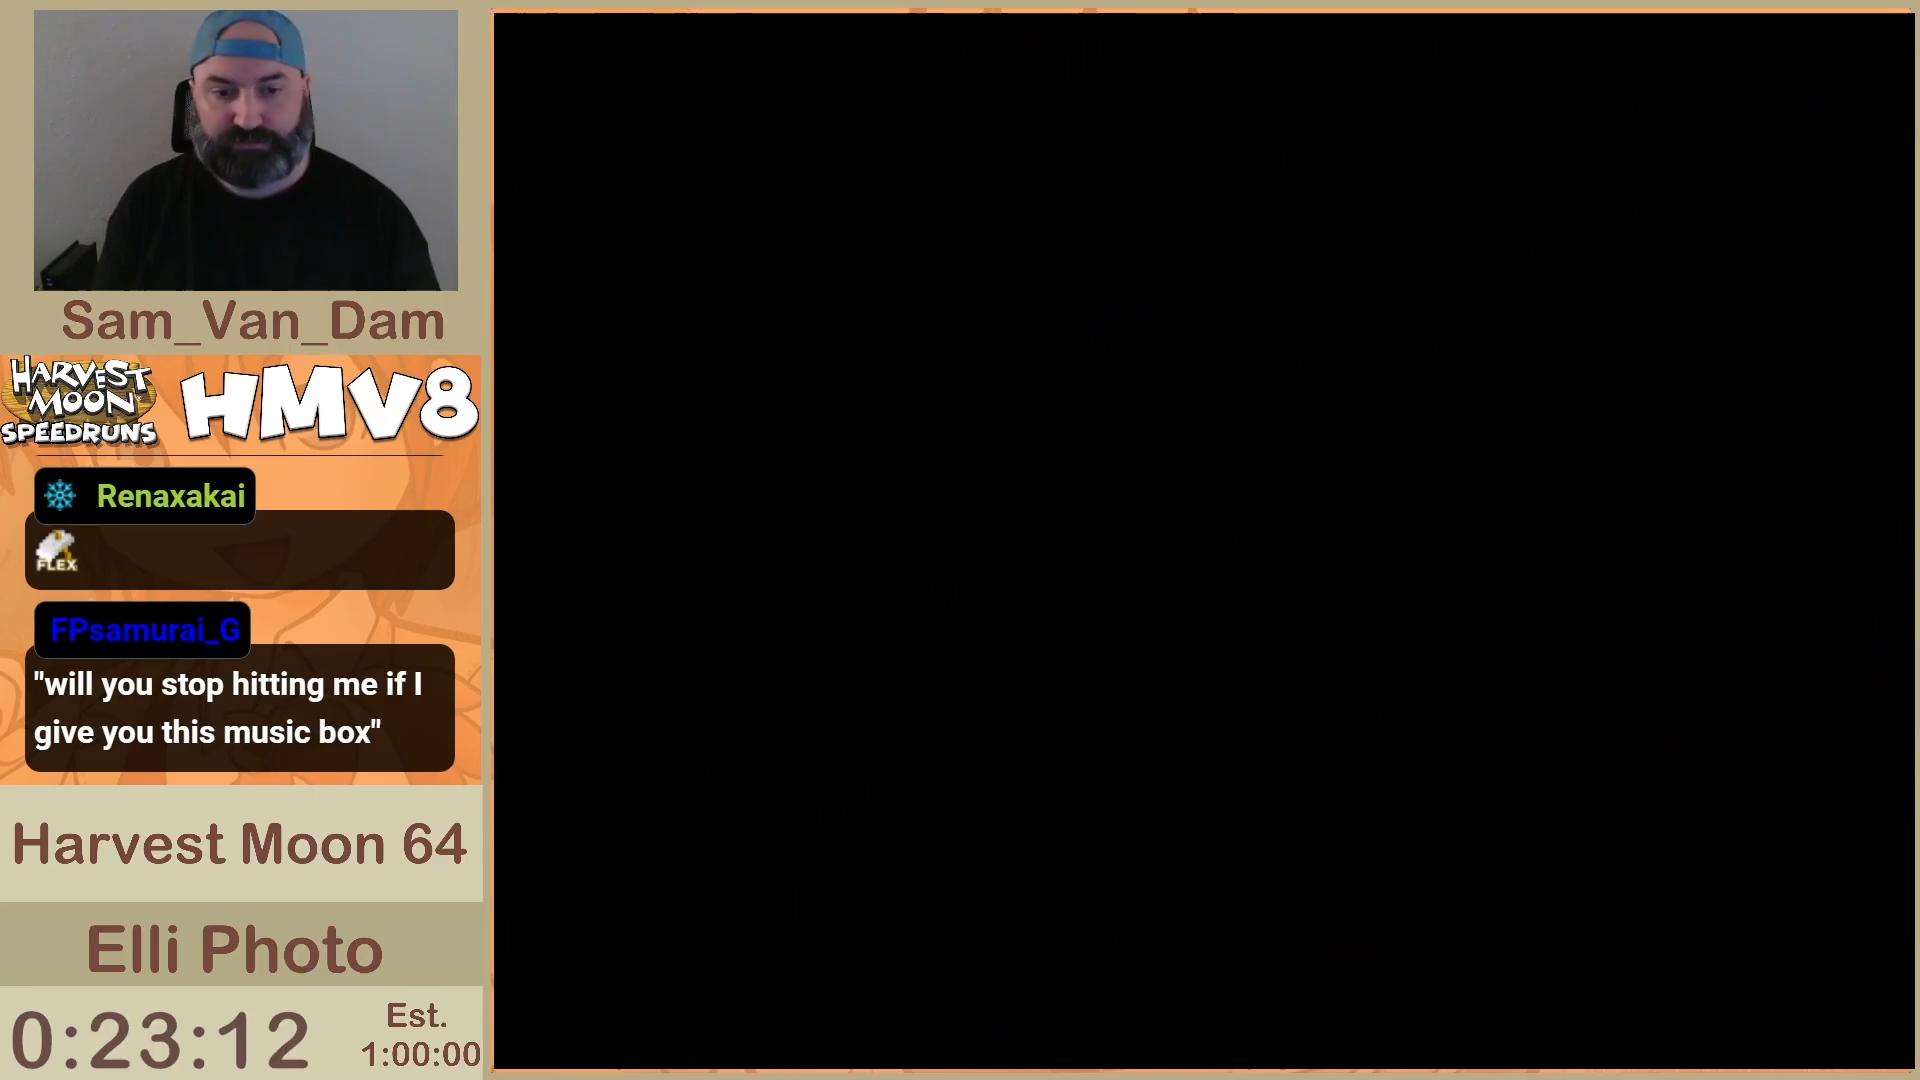 Sam_Van_Dam
HARVEST
MOON
SPEEDRUNS
HMV8
Renaxakai
FLEX
FPsamurai_G
"will you stop hitting me if I
give you this music box"
Harvest Moon 64
Elli Photo
0:23:12
Est.
1:00:00